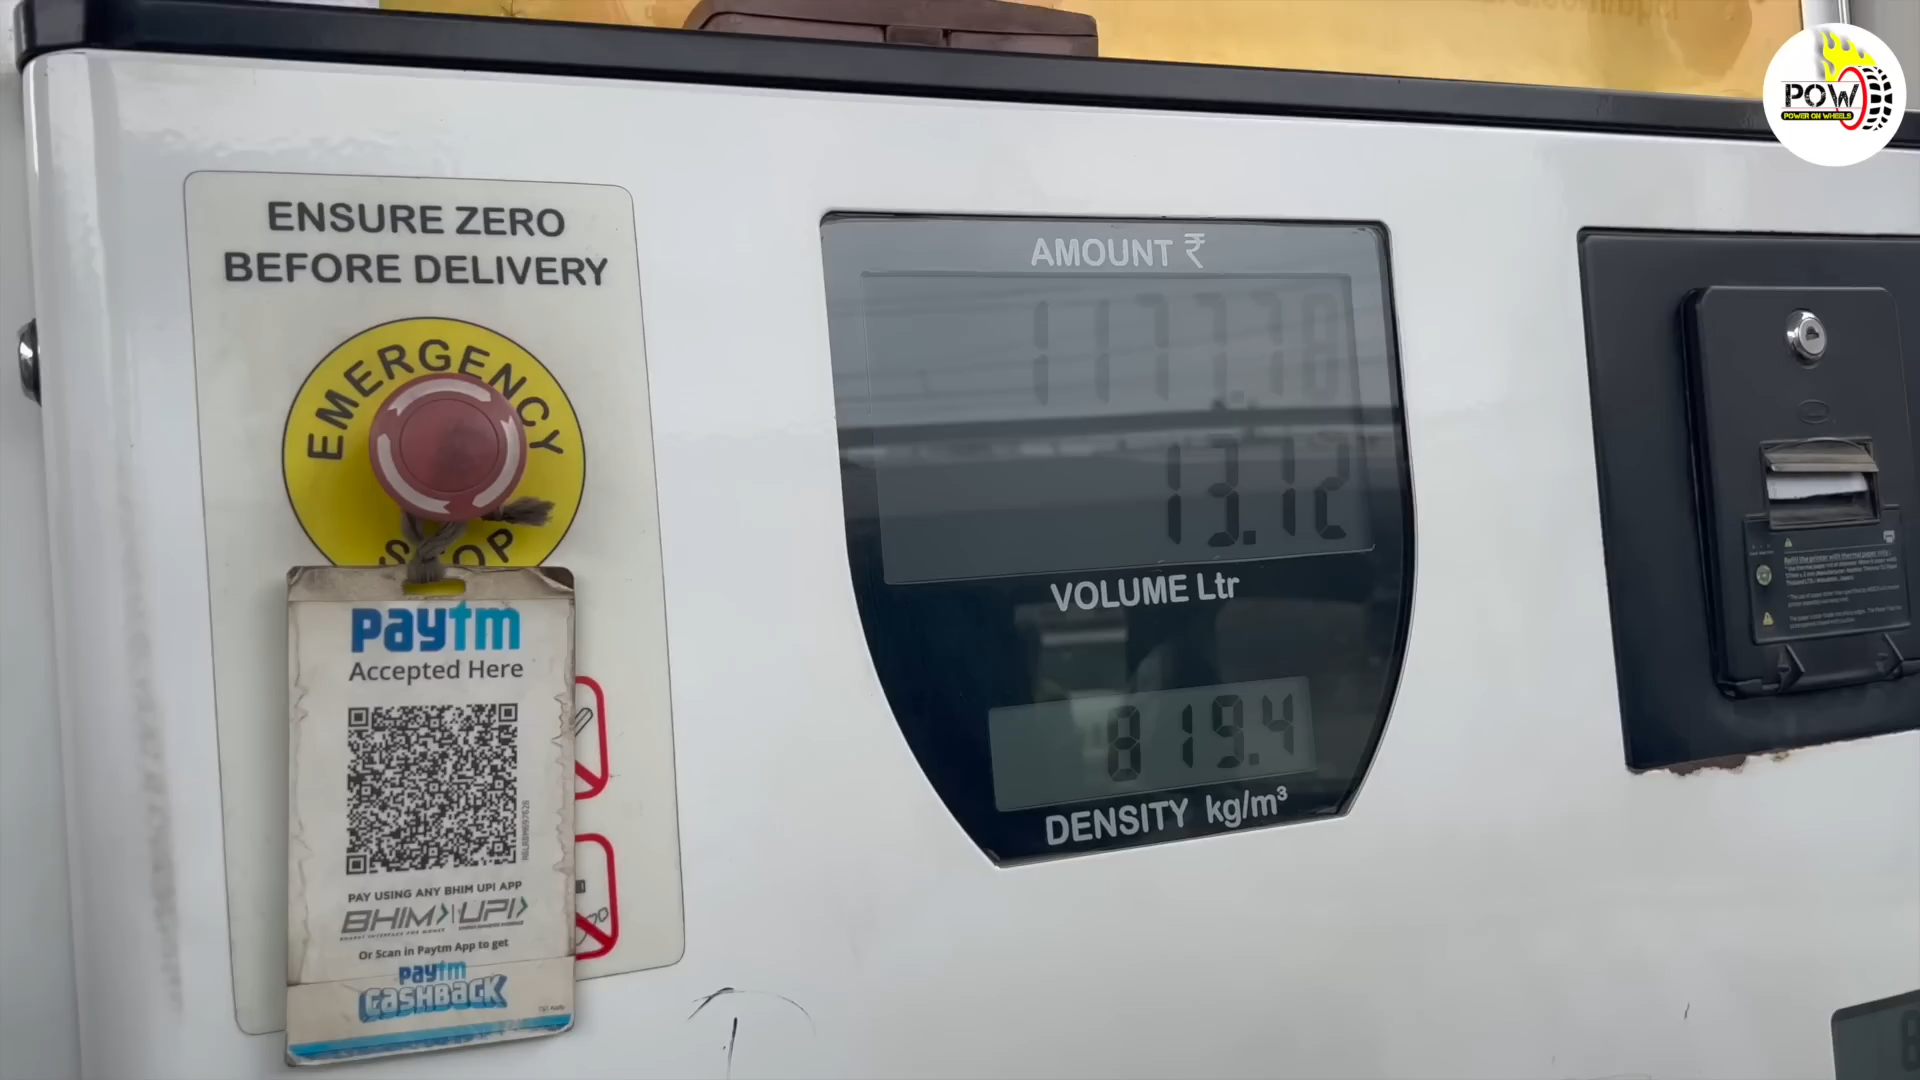 POW
POWER ON WHEELS
ENSURE ZERO
BEFORE DELIVERY
EMERGENCY
STOP
paytm
Accepted Here
PAY USING ANY BHIM UPI APP
BHIM UPI
Or Scan in Paytm App to get
paytm
CASHBACK
AMOUNT ₹
1177.70
13.12
VOLUME Ltr
819.4
DENSITY kg/m³